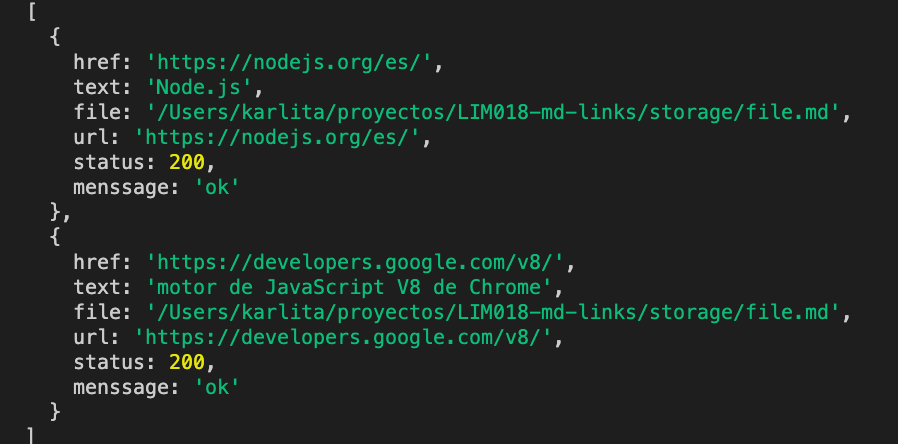 [
{
href: 'https://nodejs.org/es/',
text: 'Node.js',
file: '/Users/karlita/proyectos/LIM018-md-links/storage/file.md',
url: 'https://nodejs.org/es/',
status: 200,
menssage: 'ok'
},
{
href: 'https://developers.google.com/v8/',
text: 'motor de JavaScript V8 de Chrome',
file: '/Users/karlita/proyectos/LIM018-md-links/storage/file.md',
url: 'https://developers.google.com/v8/',
status: 200,
menssage: 'ok'
}
]